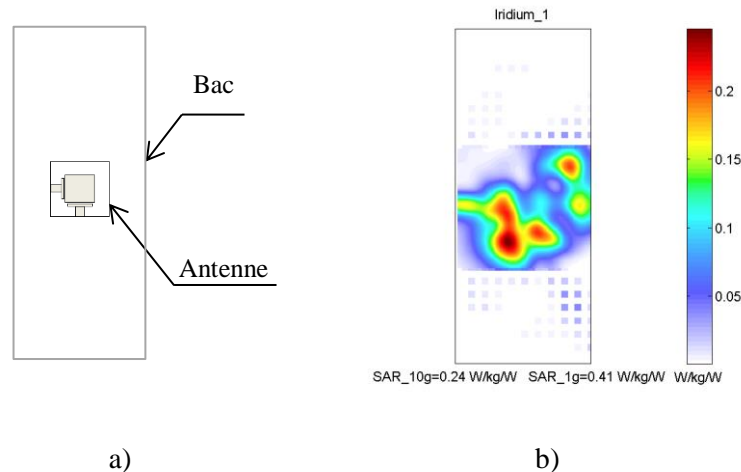 Bac
Antenne
a)
Iridium_1
0.2
0.15
0.1
0.05
SAR_10g=0.24 W/kg/W SAR_1g=0.41 W/kg/W W/kg/W
b)